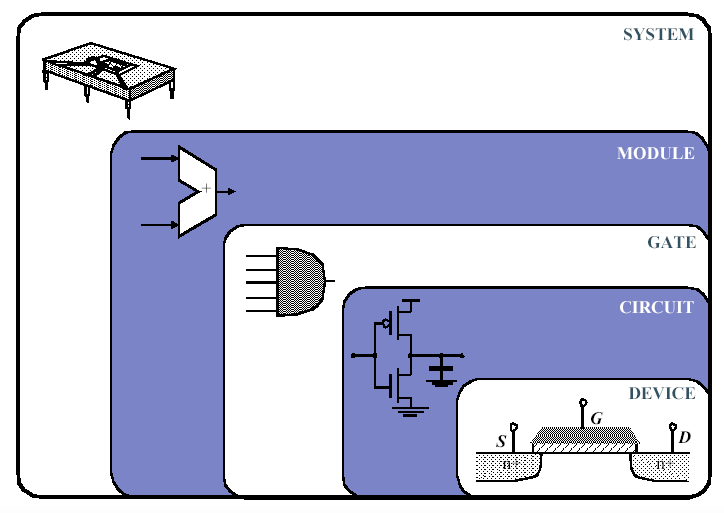 SYSTEM
MODULE
+
GATE
CIRCUIT
DEVICE
G
S
D
n+
n+